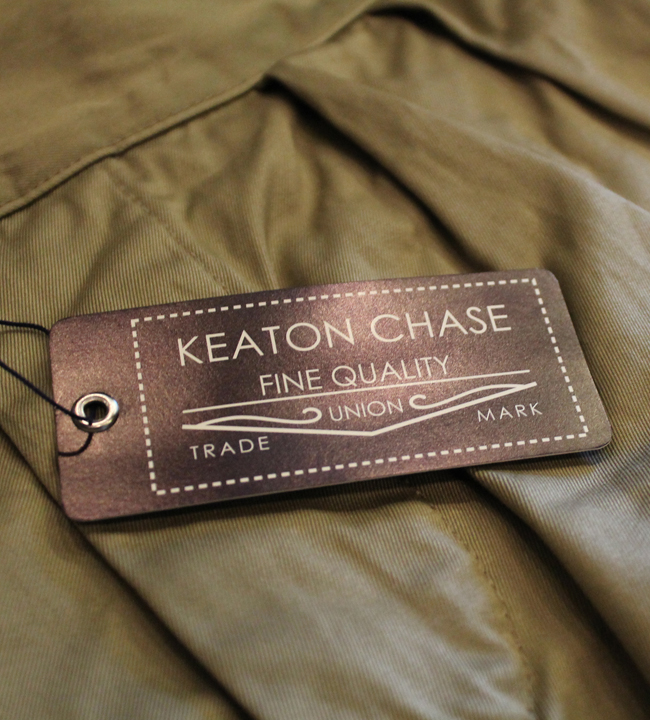 KEATON CHASE
FINE QUALITY
UNION
TRADE MARK